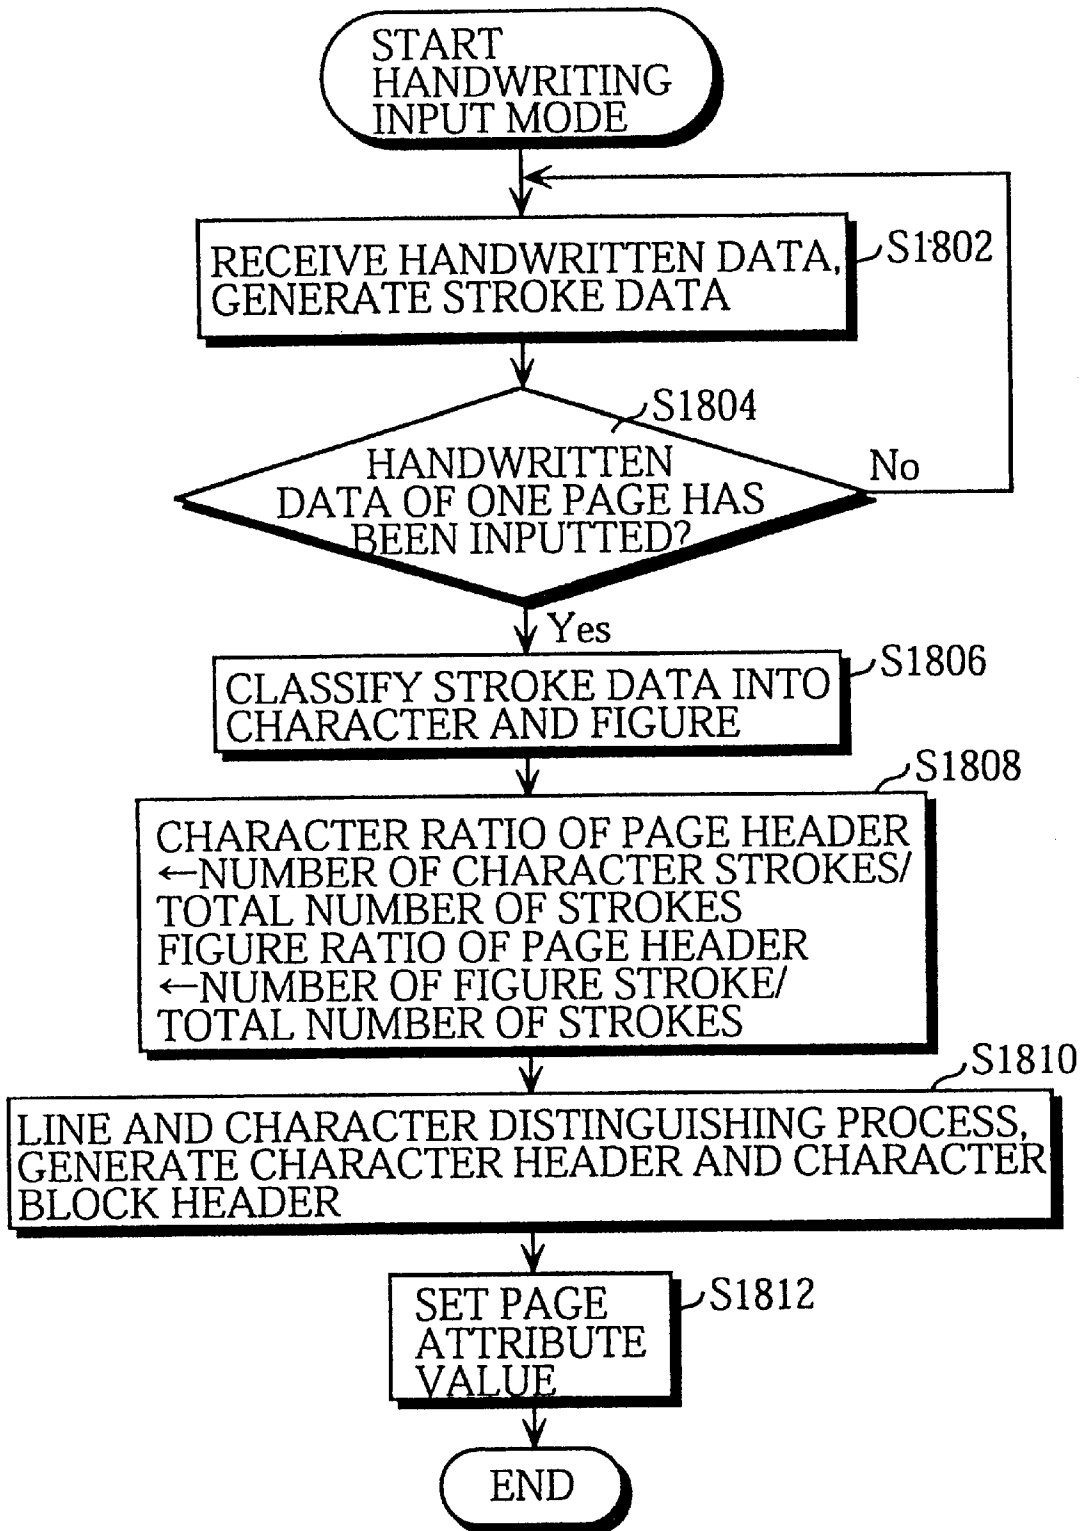 START
HANDWRITING
INPUT MODE
RECEIVE HANDWRITTEN DATA,
GENERATE STROKE DATA
S1802
S1804
HANDWRITTEN
DATA OF ONE PAGE HAS
BEEN INPUTTED?
No
Yes
S1806
CLASSIFY STROKE DATA INTO
CHARACTER AND FIGURE
S1808
CHARACTER RATIO OF PAGE HEADER
←NUMBER OF CHARACTER STROKES/
TOTAL NUMBER OF STROKES
FIGURE RATIO OF PAGE HEADER
←NUMBER OF FIGURE STROKE/
TOTAL NUMBER OF STROKES
S1810
LINE AND CHARACTER DISTINGUISHING PROCESS,
GENERATE CHARACTER HEADER AND CHARACTER
BLOCK HEADER
S1812
SET PAGE
ATTRIBUTE
VALUE
END